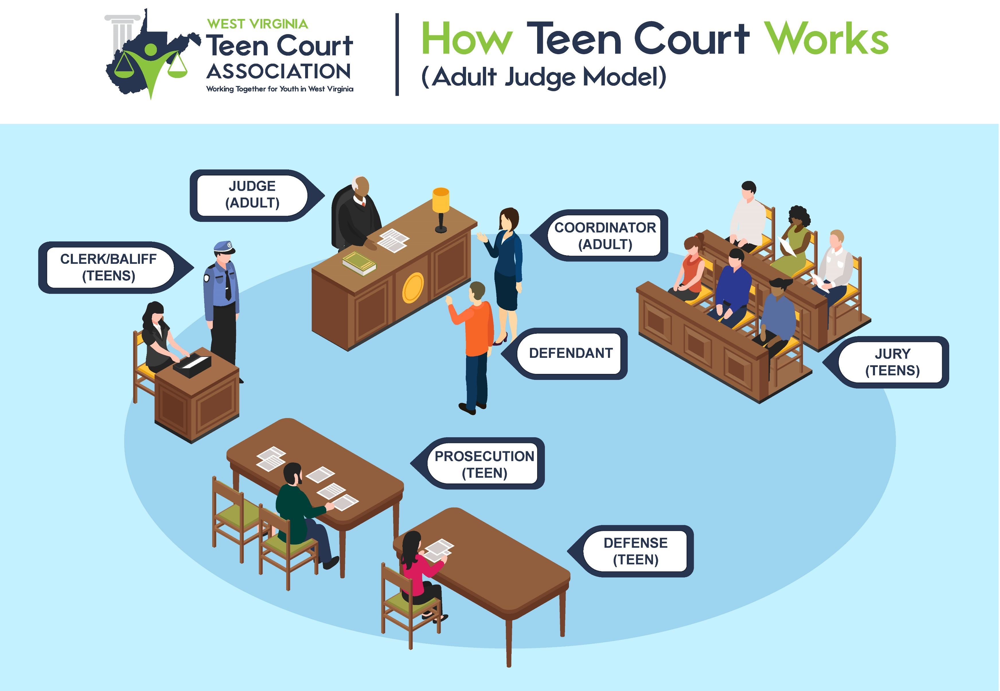 WEST VIRGINIA
Teen Court
ASSOCIATION
Working Together for Youth in West Virginia
How Teen Court Works
(Adult Judge Model)
JUDGE
(ADULT)
COORDINATOR
(ADULT)
CLERK/BALIFF
(TEENS)
DEFENDANT
JURY
(TEENS)
PROSECUTION
(TEEN)
DEFENSE
(TEEN)